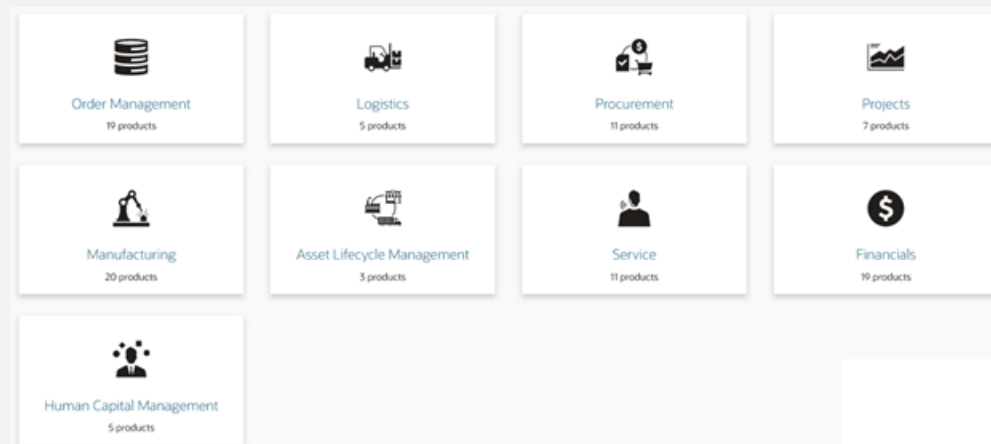 Order Management
19 products
Logistics
5 products
Procurement
11 products
Projects
7 products
Manufacturing
20 products
Asset Lifecycle Management
3 products
Service
11 products
Financials
19 products
Human Capital Management
5 products